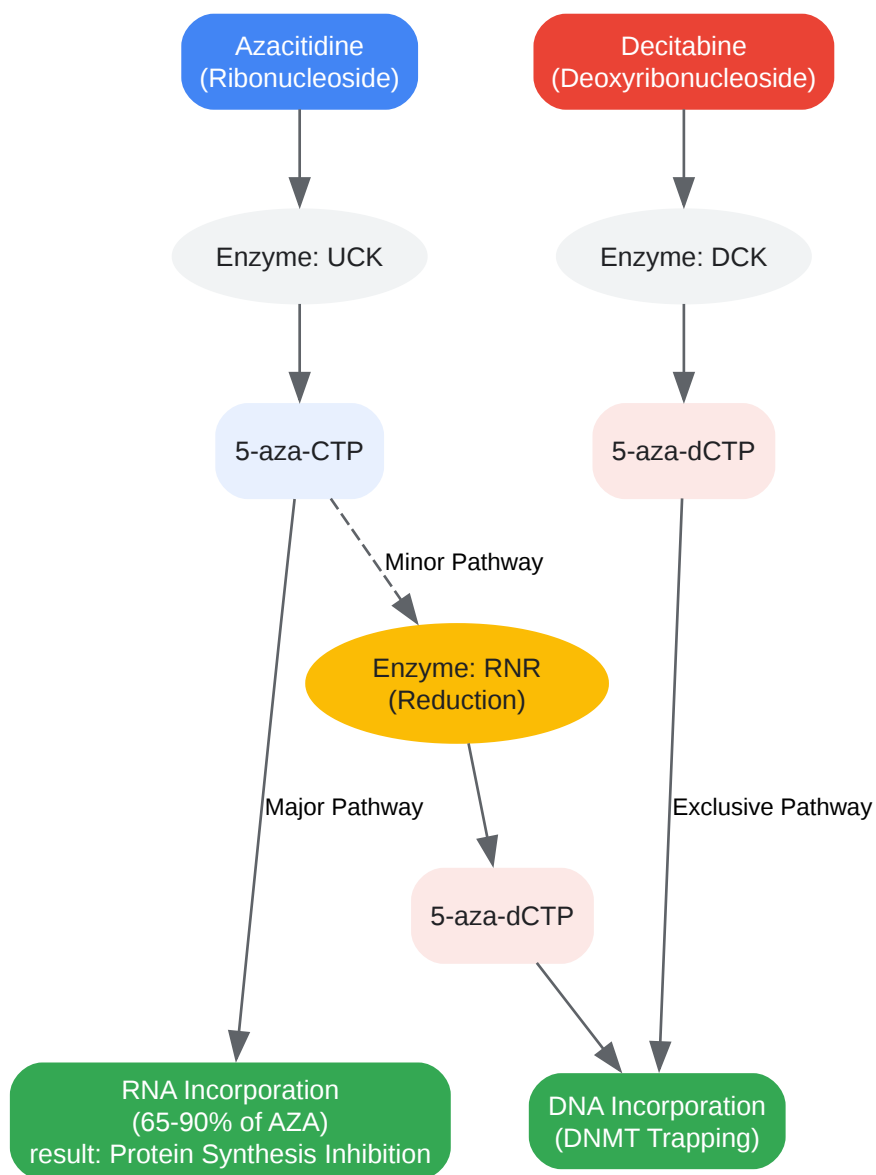 Azacitidine
(Ribonucleoside)
Decitabine
(Deoxyribonucleoside)
Enzyme: UCK
Enzyme: DCK
5-aza-CTP
5-aza-dCTP
Minor Pathway
Enzyme: RNR
(Reduction)
Major Pathway
Exclusive Pathway
5-aza-dCTP
RNA Incorporation
(65-90% of AZA)
result: Protein Synthesis Inhibition
DNA Incorporation
(DNMT Trapping)